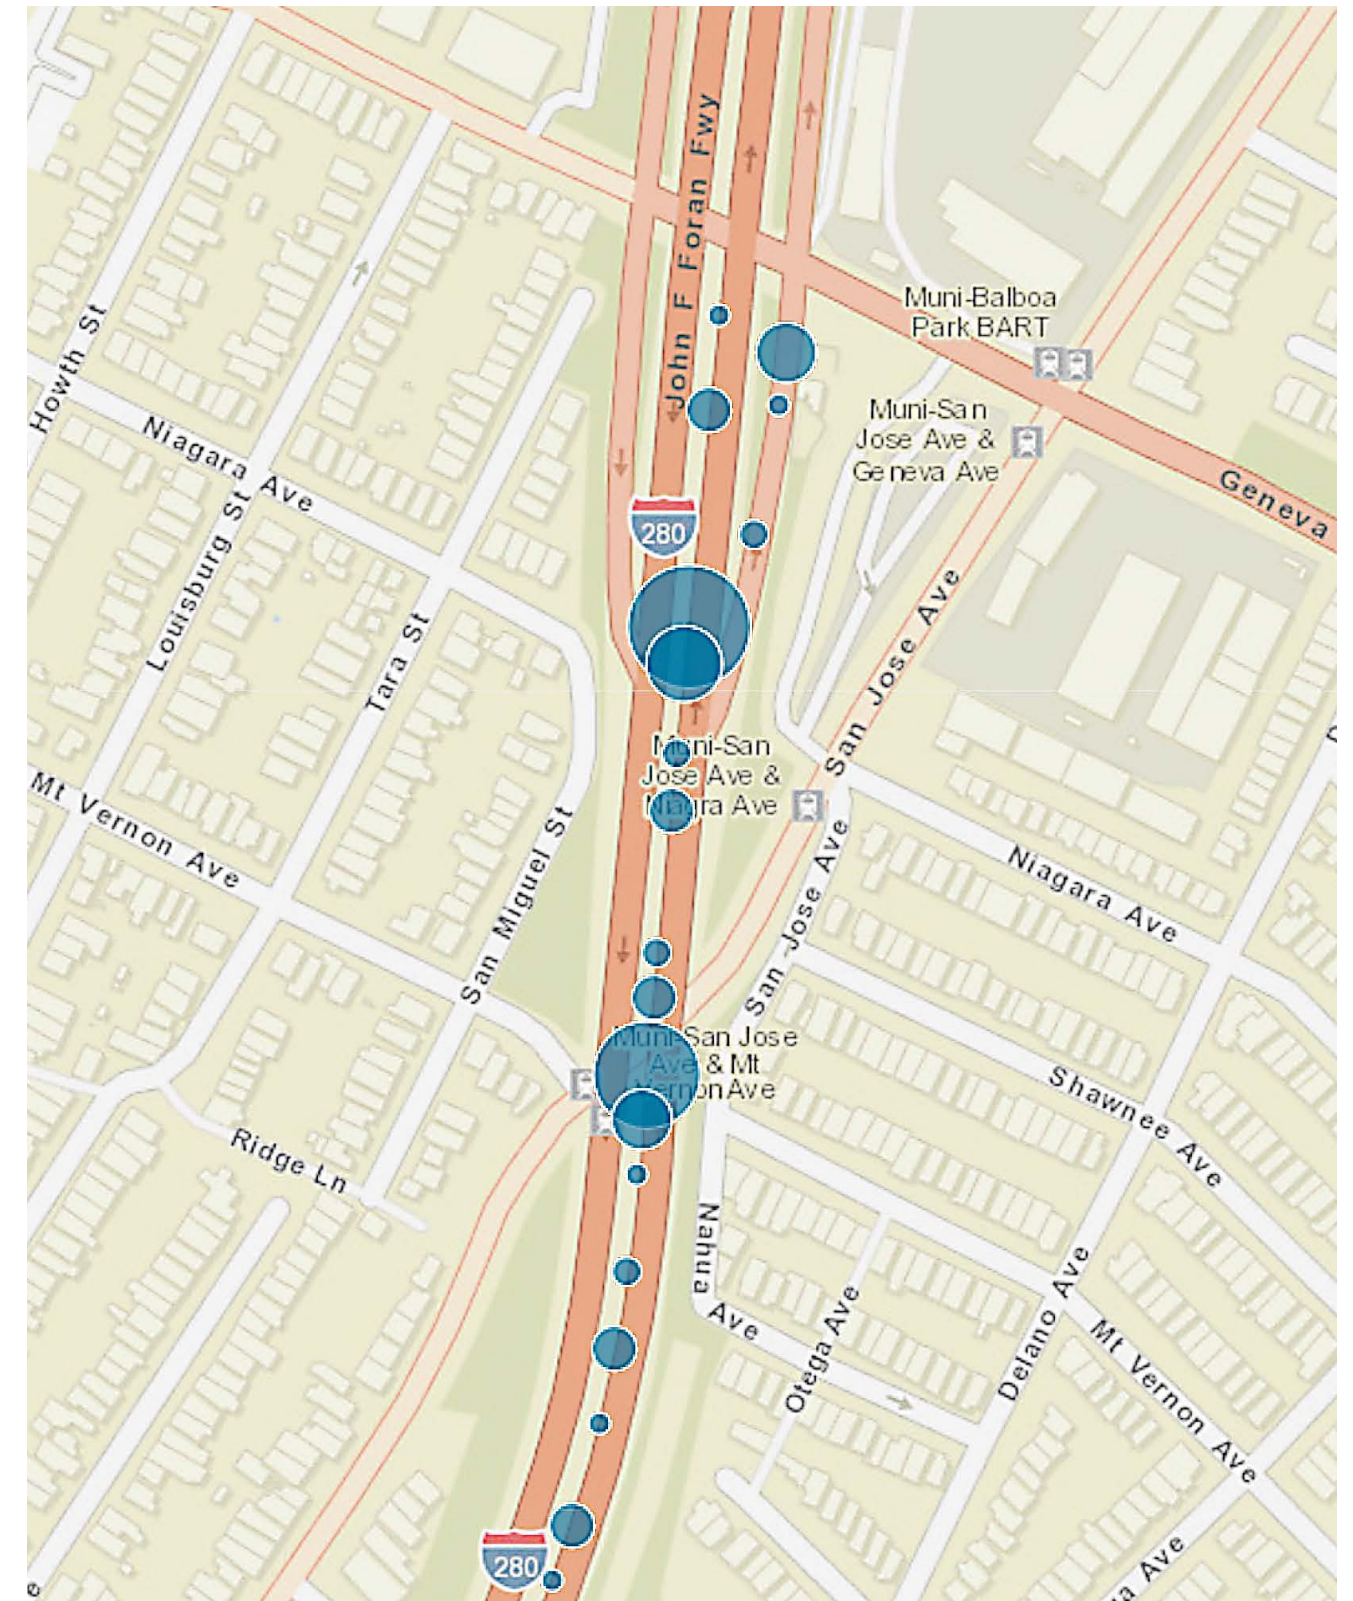 John F Foran Fwy
Muni-Balboa
Park BART
Howth St
Muni-San
Jose Ave &
Geneva Ave
Niagara Ave
Geneva
280
Louisburg St
Tara St
San Jose Ave
Muni-San
Jose Ave &
Niagra Ave
Mt Vernon Ave
San Miguel St
San Jose Ave
Niagara Ave
Muni-San Jose
Ave & Mt
Vernon Ave
Shawnee Ave
Ridge Ln
Nahua Ave
Otega Ave
Delano Ave
Mt Vernon Ave
280
Ave